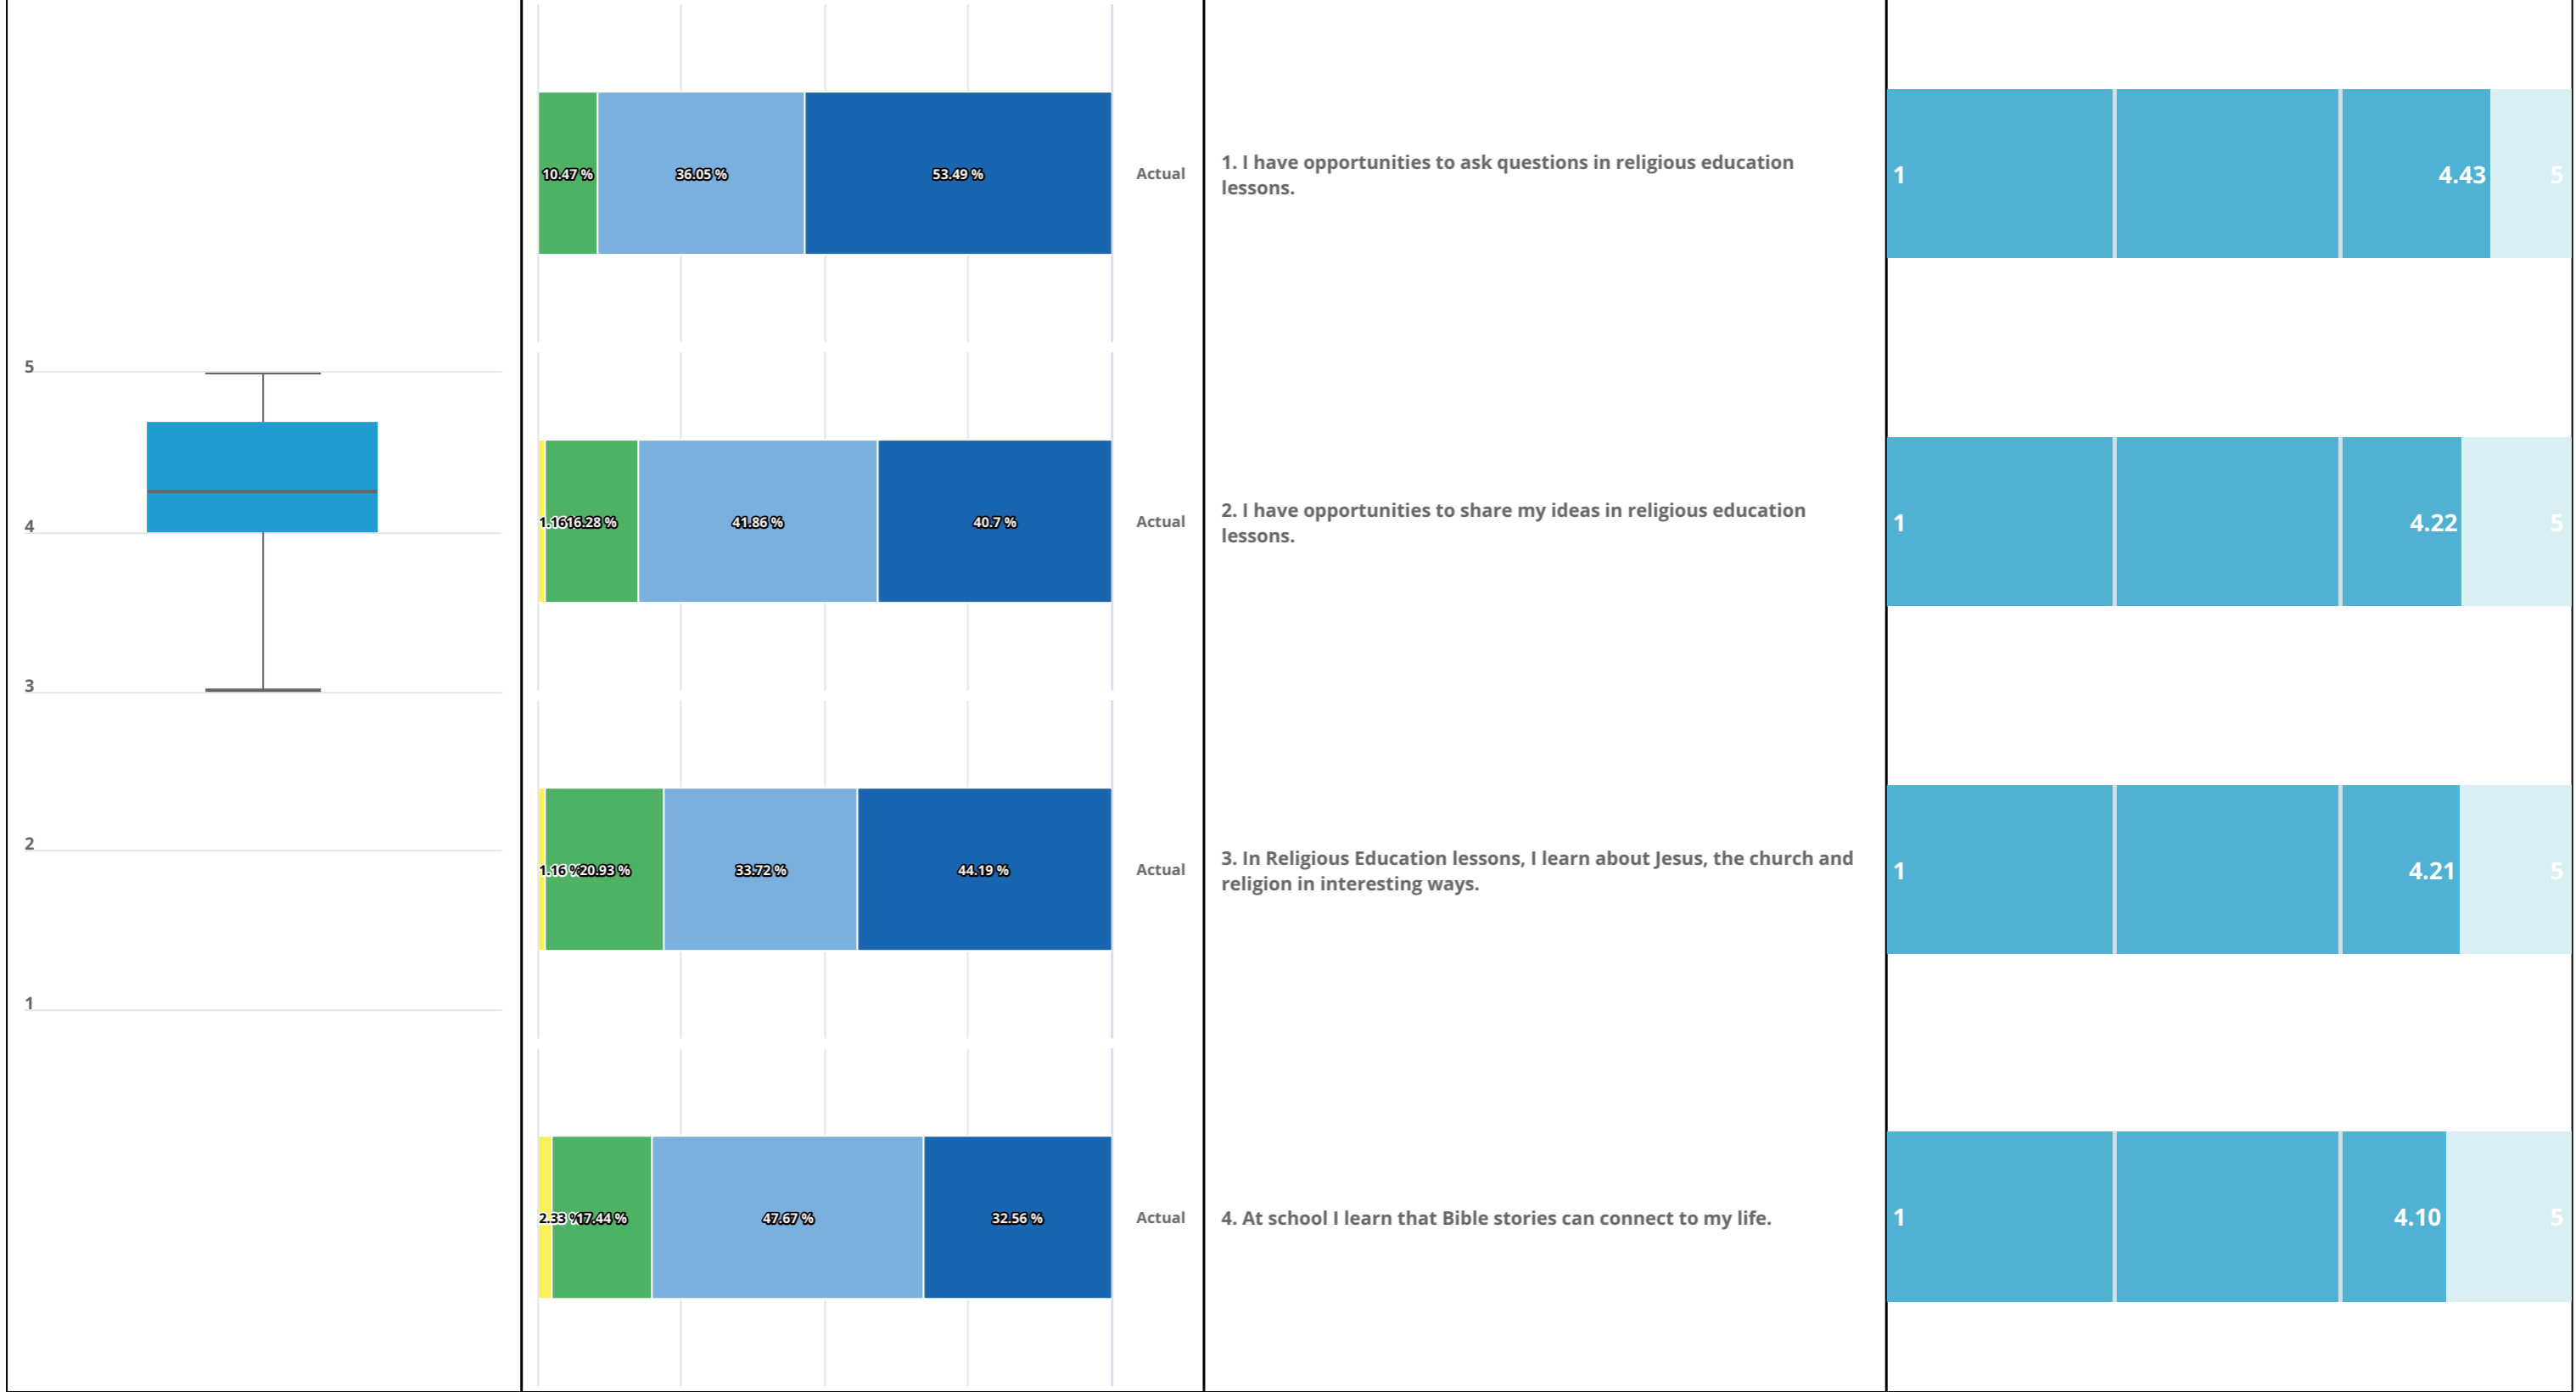 10.47 %
36.05 %
53.49 %
Actual
1. I have opportunities to ask questions in religious education
lessons.
1
4.43
5
5
4
3
2
1
1.16
16.28 %
41.86 %
40.7 %
Actual
2. I have opportunities to share my ideas in religious education
lessons.
1
4.22
5
1.16 %
20.93 %
33.72 %
44.19 %
Actual
3. In Religious Education lessons, I learn about Jesus, the church and
religion in interesting ways.
1
4.21
5
2.33 %
17.44 %
47.67 %
32.56 %
Actual
4. At school I learn that Bible stories can connect to my life.
1
4.10
5